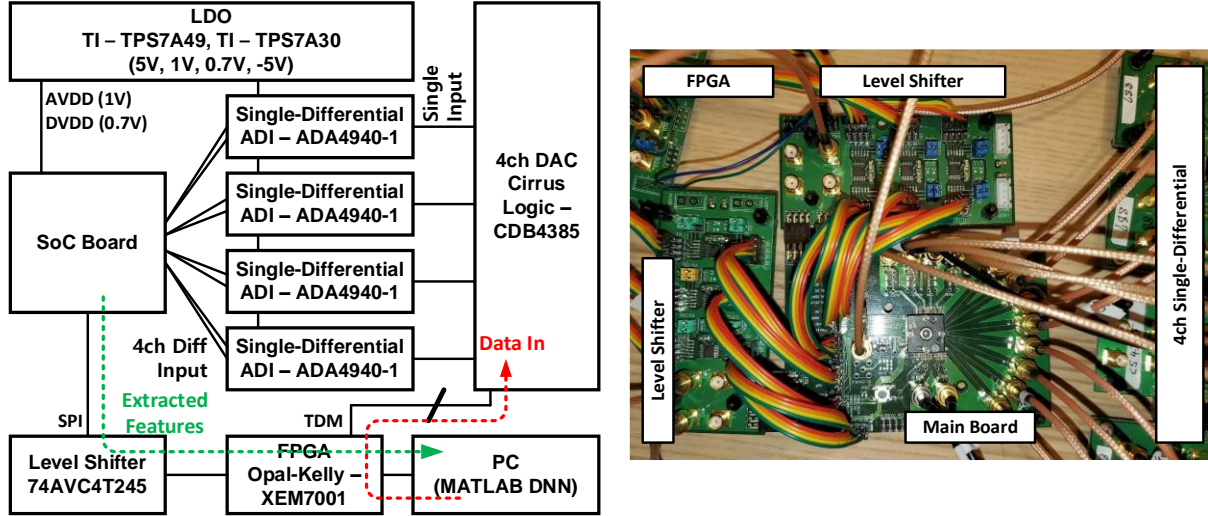 LDO
TI – TPS7A49, TI – TPS7A30
(5V, 1V, 0.7V, -5V)
AVDD (1V)
DVDD (0.7V)
Single-Differential
ADI – ADA4940-1
Single
Input
Single-Differential
ADI – ADA4940-1
Single-Differential
ADI – ADA4940-1
Single-Differential
ADI – ADA4940-1
4ch DAC
Cirrus
Logic –
CDB4385
SoC Board
4ch Diff
Input
Data In
Extracted
Features
SPI
TDM
Level Shifter
74AVC4T245
FPGA
Opal-Kelly –
XEM7001
PC
(MATLAB DNN)
FPGA
Level Shifter
Level Shifter
4ch Single-Differential
Main Board